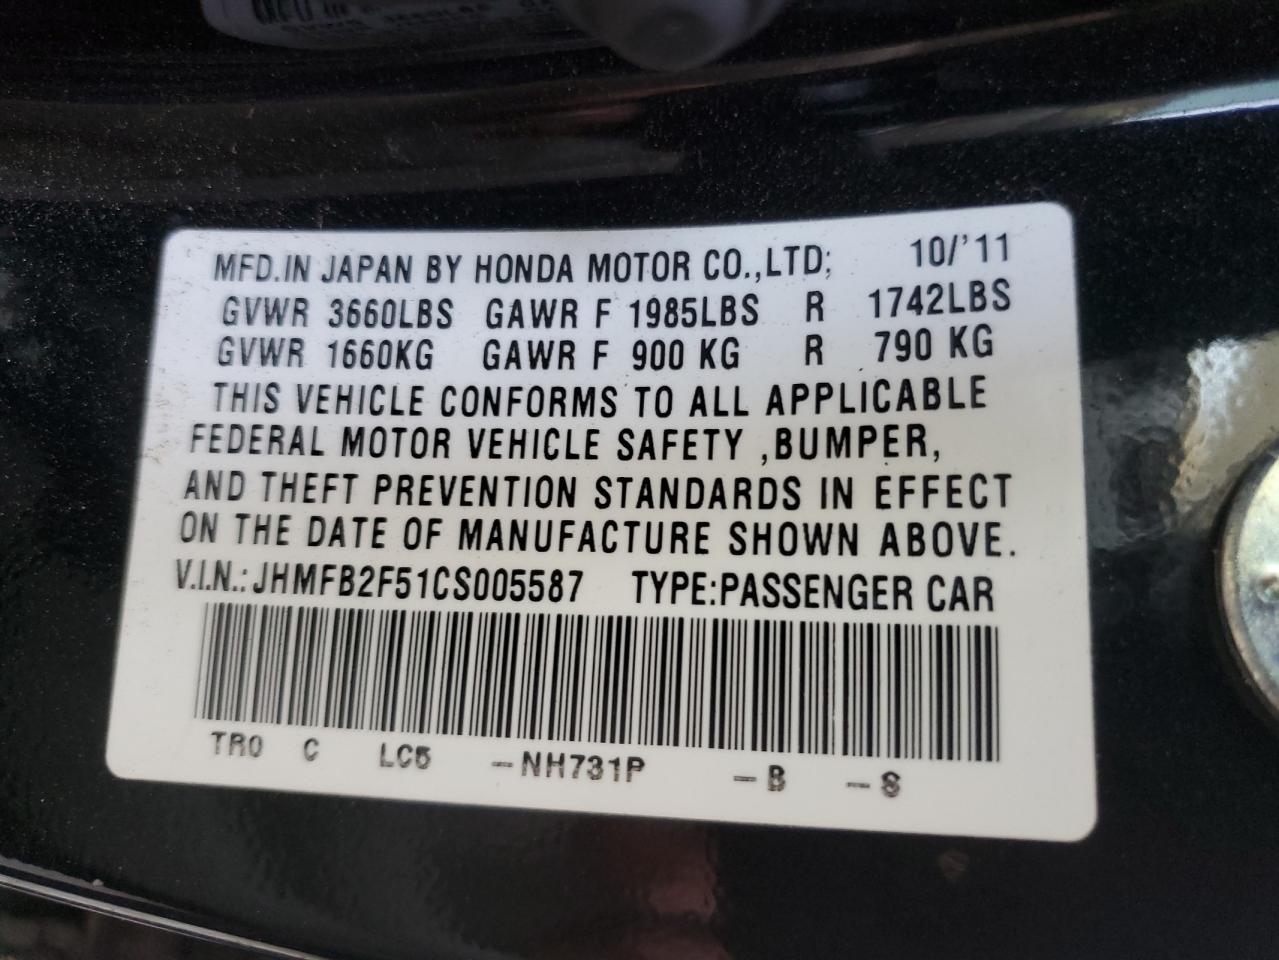 MFD.IN JAPAN BY HONDA MOTOR CO.,LTD; 10/'11
GVWR 3660LBS GAWR F 1985LBS R 1742LBS
GVWR 1660KG GAWR F 900 KG R 790 KG
THIS VEHICLE CONFORMS TO ALL APPLICABLE
FEDERAL MOTOR VEHICLE SAFETY ,BUMPER,
AND THEFT PREVENTION STANDARDS IN EFFECT
ON THE DATE OF MANUFACTURE SHOWN ABOVE.
V.I.N.: JHMFB2F51CS005587 TYPE:PASSENGER CAR
TR0 C LC5 -NH731P -B -S